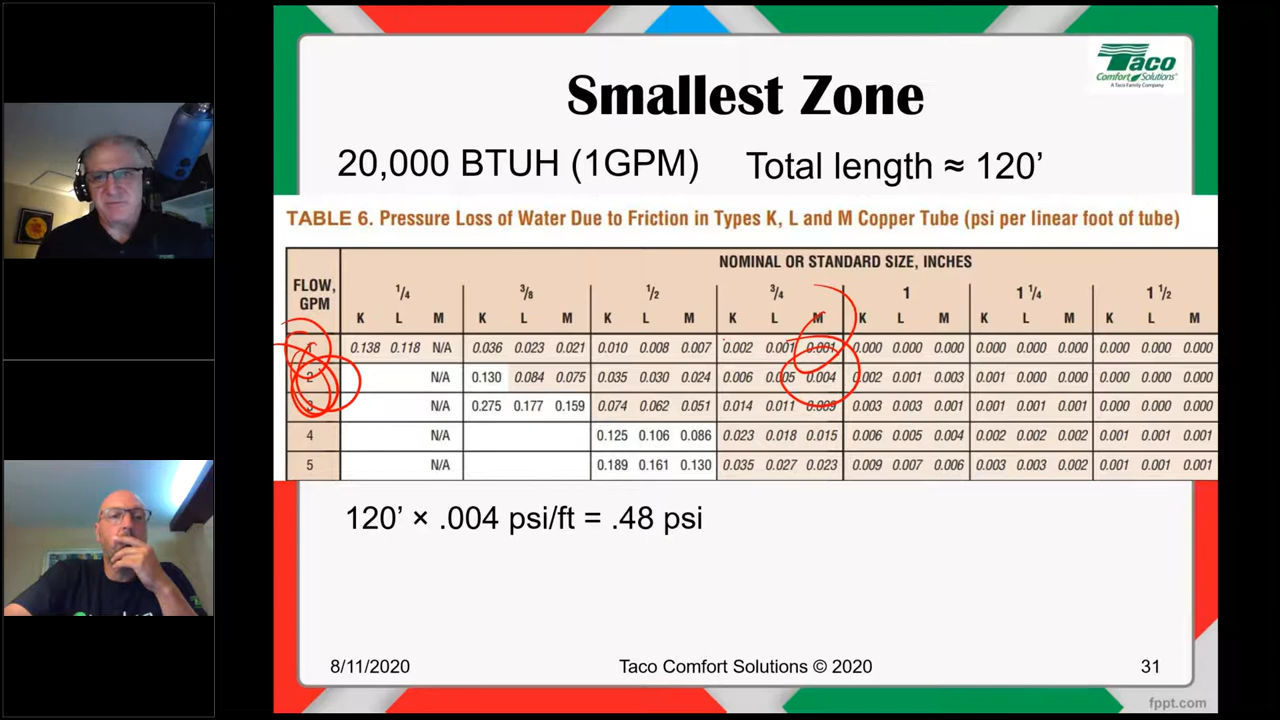 Taco
Comfort Solutions®
A Taco Family Company
Smallest Zone
20,000 BTUH (1GPM) Total length ≈ 120’
TABLE 6. Pressure Loss of Water Due to Friction in Types K, L and M Copper Tube (psi per linear foot of tube)
NOMINAL OR STANDARD SIZE, INCHES
FLOW, GPM 1/4 3/8 1/2 3/4 1 1 1/4 1 1/2
K L M K L M K L M K L M K L M K L M K L M
1 0.138 0.118 N/A 0.036 0.023 0.021 0.010 0.008 0.007 0.002 0.001 0.001 0.000 0.000 0.000 0.000 0.000 0.000 0.000 0.000 0.000
2 N/A 0.130 0.084 0.075 0.035 0.030 0.024 0.006 0.005 0.004 0.002 0.001 0.003 0.001 0.000 0.000 0.000 0.000 0.000
3 N/A 0.275 0.177 0.159 0.074 0.062 0.051 0.014 0.011 0.009 0.003 0.003 0.001 0.001 0.000 0.000 0.000 0.000 0.000
4 N/A 0.125 0.106 0.086 0.023 0.018 0.015 0.006 0.005 0.004 0.002 0.002 0.002 0.001 0.001 0.001
5 N/A 0.189 0.161 0.130 0.035 0.027 0.023 0.009 0.007 0.006 0.003 0.003 0.002 0.001 0.001 0.001
120’ × .004 psi/ft = .48 psi
8/11/2020 Taco Comfort Solutions © 2020 31
fppt.com